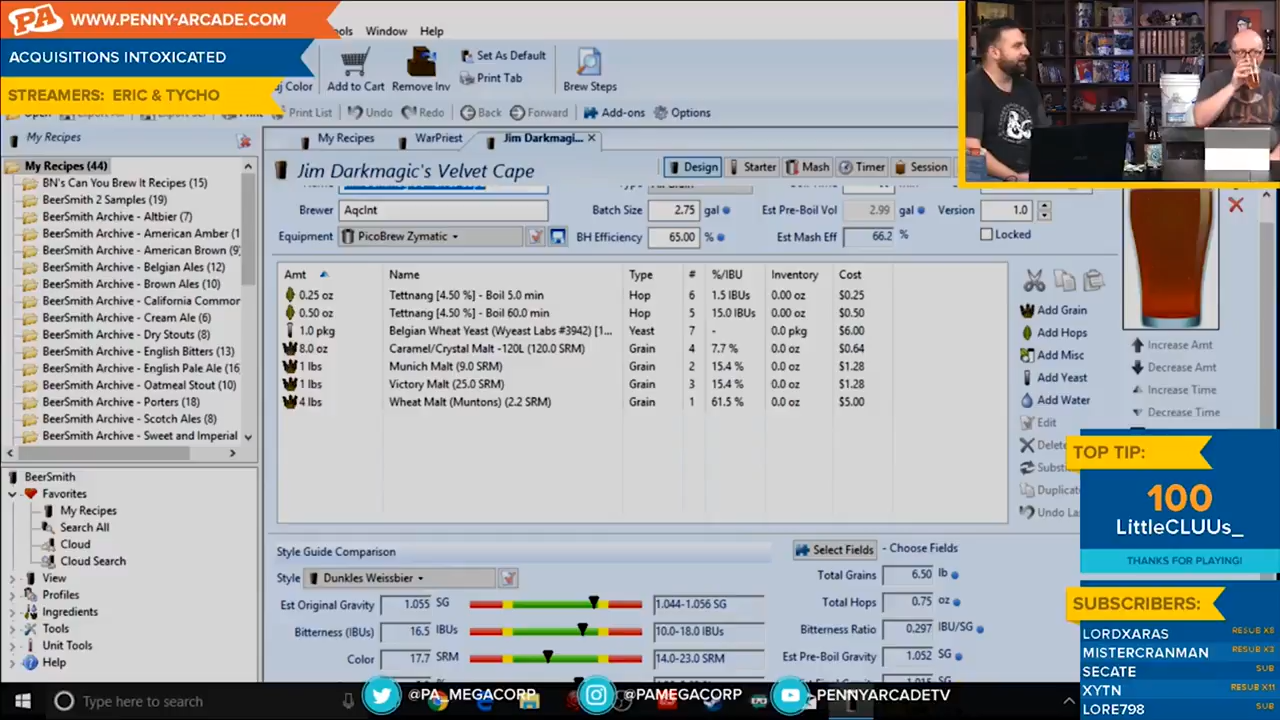 PA WWW.PENNY-ARCADE.COM
ACQUISITIONS INTOXICATED
STREAMERS: ERIC & TYCHO
Window Help
Add to Cart
Remove Inv
Set As Default
Print Tab
Brew Steps
Print List
Undo
Redo
Back
Forward
Add-ons
Options
My Recipes
My Recipes
WarPriest
Jim Darkmagi...
My Recipes (44)
BN's Can You Brew It Recipes (15)
BeerSmith 2 Samples (19)
BeerSmith Archive - Altbier (7)
BeerSmith Archive - American Amber (1
BeerSmith Archive - American Brown (9
BeerSmith Archive - Belgian Ales (12)
BeerSmith Archive - Brown Ales (10)
BeerSmith Archive - California Common
BeerSmith Archive - Cream Ale (6)
BeerSmith Archive - Dry Stouts (8)
BeerSmith Archive - English Bitters (13)
BeerSmith Archive - English Pale Ale (16
BeerSmith Archive - Oatmeal Stout (10)
BeerSmith Archive - Porters (18)
BeerSmith Archive - Scotch Ales (8)
BeerSmith Archive - Sweet and Imperial
BeerSmith
Favorites
My Recipes
Search All
Cloud
Cloud Search
View
Profiles
Ingredients
Tools
Unit Tools
Help
Jim Darkmagic's Velvet Cape
Design
Starter
Mash
Timer
Session
Brewer AqcInt
Batch Size 2.75 gal
Est Pre-Boil Vol 2.99 gal
Version 1.0
Equipment PicoBrew Zymatic
BH Efficiency 65.00 %
Est Mash Eff 66.2 %
Locked
Amt Name Type # %/IBU Inventory Cost
0.25 oz Tettnang [4.50 %] - Boil 5.0 min Hop 6 1.5 IBUs 0.00 oz $0.25
0.50 oz Tettnang [4.50 %] - Boil 60.0 min Hop 5 15.0 IBUs 0.00 oz $0.50
1.0 pkg Belgian Wheat Yeast (Wyeast Labs #3942) [1... Yeast 7 - 0.0 pkg $6.00
8.0 oz Caramel/Crystal Malt -120L (120.0 SRM) Grain 4 7.7 % 0.0 oz $0.64
1 lbs Munich Malt (9.0 SRM) Grain 2 15.4 % 0.0 oz $1.28
1 lbs Victory Malt (25.0 SRM) Grain 3 15.4 % 0.0 oz $1.28
4 lbs Wheat Malt (Muntons) (2.2 SRM) Grain 1 61.5 % 0.0 oz $5.00
Add Grain
Add Hops
Add Misc
Add Yeast
Add Water
Edit
Delete
Substi
Duplicate
Undo Las
Increase Amt
Decrease Amt
Increase Time
Decrease Time
Style Guide Comparison
Style Dunkles Weissbier
Est Original Gravity 1.055 SG 1.044-1.056 SG
Bitterness (IBUs) 16.5 IBUs 10.0-18.0 IBUs
Color 17.7 SRM 14.0-23.0 SRM
Select Fields - Choose Fields
Total Grains 6.50 lb
Total Hops 0.75 oz
Bitterness Ratio 0.297 IBU/SG
Est Pre-Boil Gravity 1.052 SG
TOP TIP:
100
LittleCLUUs_
THANKS FOR PLAYING!
SUBSCRIBERS:
LORDXARAS RESUB X8
MISTERCRANMAN RESUB X3
SECATE SUB
XYTN RESUB X11
LORE798 SUB
Type here to search
@PA_MEGACORP
@PAMEGACORP
PENNYARCADETV